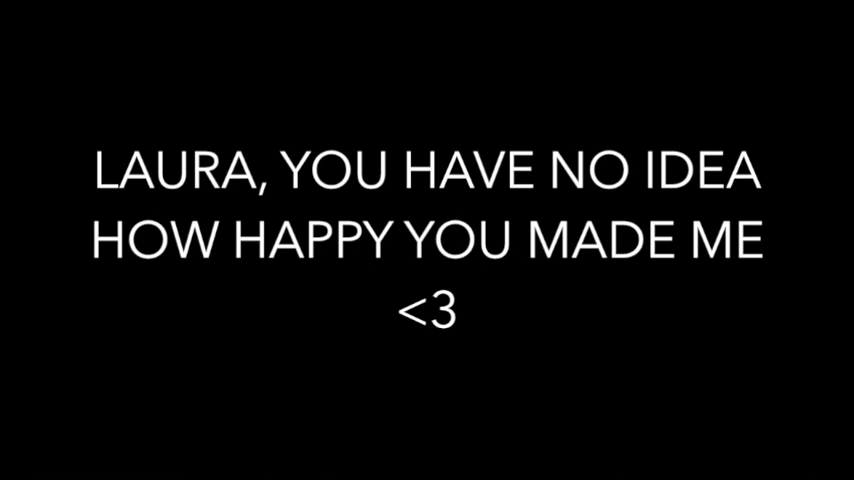 LAURA, YOU HAVE NO IDEA
HOW HAPPY YOU MADE ME
<3